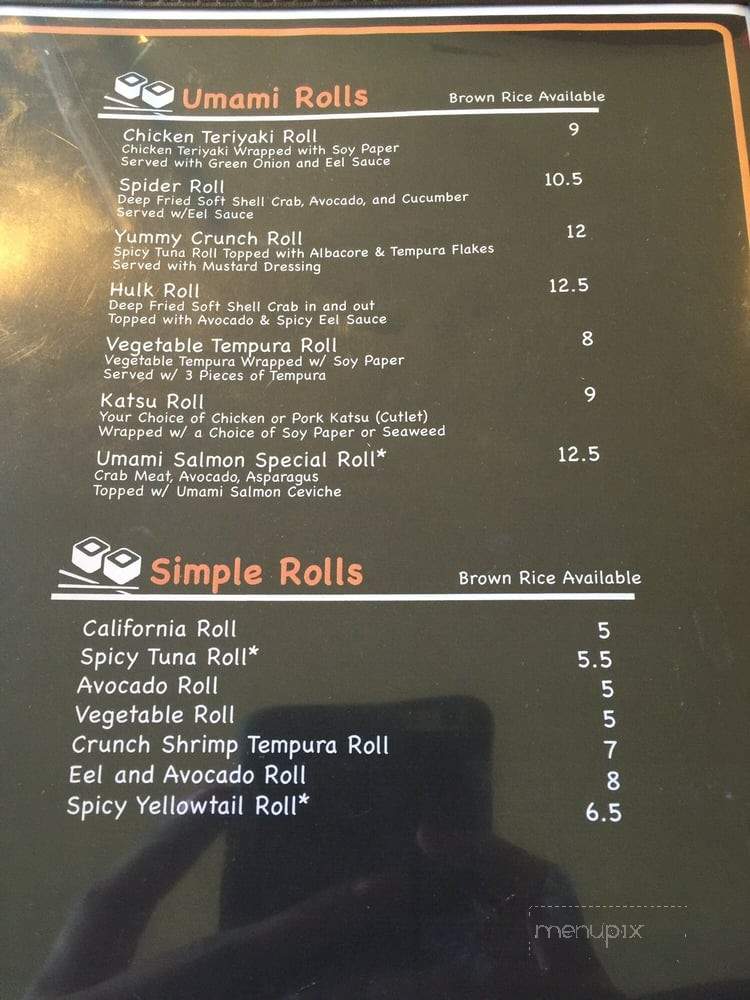 Umami Rolls Brown Rice Available
Chicken Teriyaki Roll 9
Chicken Teriyaki Wrapped with Soy Paper
Served with Green Onion and Eel Sauce
Spider Roll 10.5
Deep Fried Soft Shell Crab, Avocado, and Cucumber
Served w/Eel Sauce
Yummy Crunch Roll 12
Spicy Tuna Roll Topped with Albacore & Tempura Flakes
Served with Mustard Dressing
Hulk Roll 12.5
Deep Fried Soft Shell Crab in and out
Topped with Avocado & Spicy Eel Sauce
Vegetable Tempura Roll 8
Vegetable Tempura Wrapped w/ Soy Paper
Served w/ 3 Pieces of Tempura
Katsu Roll 9
Your Choice of Chicken or Pork Katsu (Cutlet)
Wrapped w/ a Choice of Soy Paper or Seaweed
Umami Salmon Special Roll* 12.5
Crab Meat, Avocado, Asparagus
Topped w/ Umami Salmon Ceviche
Simple Rolls Brown Rice Available
California Roll 5
Spicy Tuna Roll* 5.5
Avocado Roll 5
Vegetable Roll 5
Crunch Shrimp Tempura Roll 7
Eel and Avocado Roll 8
Spicy Yellowtail Roll* 6.5
menupix